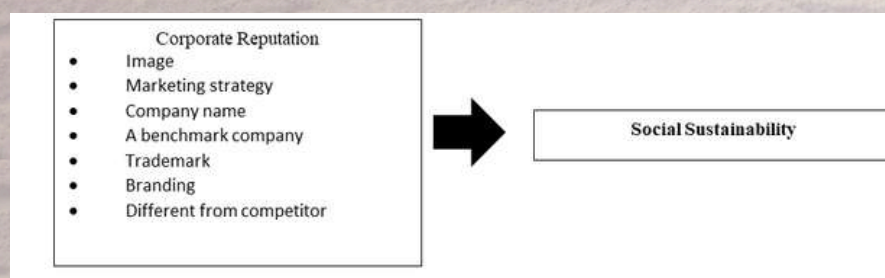 Corporate Reputation
• Image
• Marketing strategy
• Company name
• A benchmark company
• Trademark
• Branding
• Different from competitor
Social Sustainability